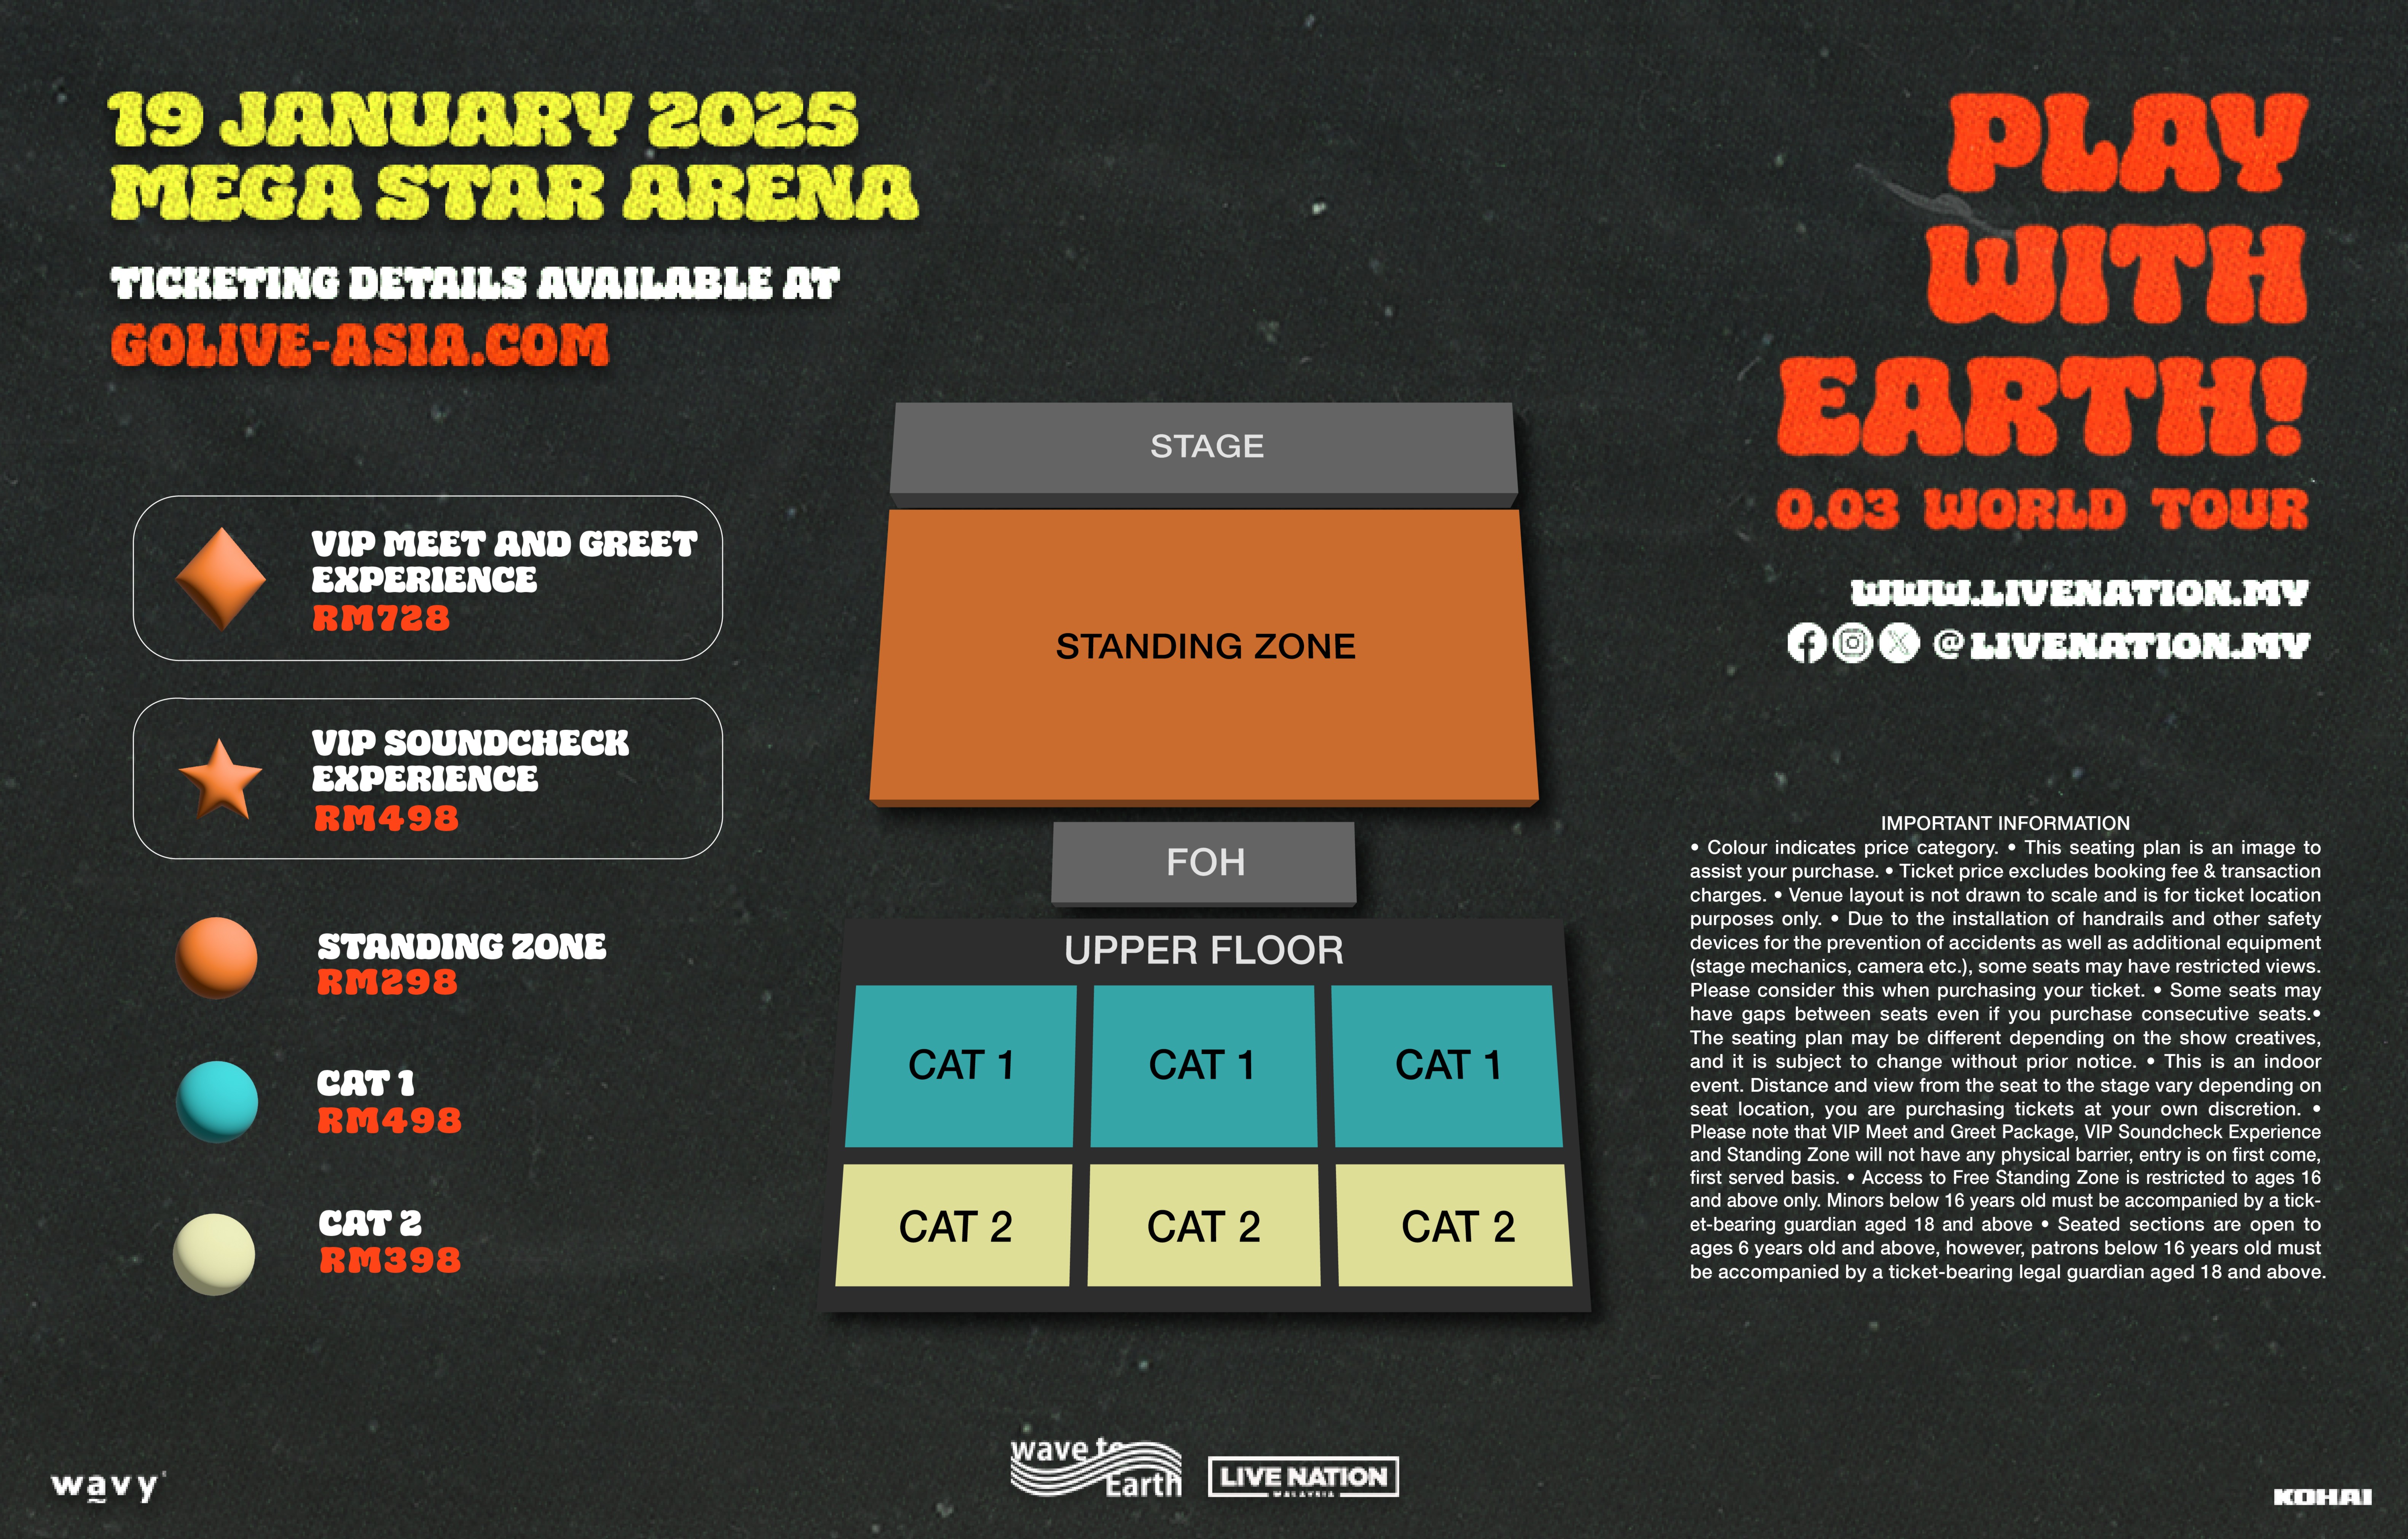 19 JANUARY 2025
MEGA STAR ARENA
TICKETING DETAILS AVAILABLE AT
GOLIVE-ASIA.COM
VIP MEET AND GREET
EXPERIENCE
RM728
VIP SOUNDCHECK
EXPERIENCE
RM498
STANDING ZONE
RM298
CAT 1
RM498
CAT 2
RM398
STAGE
STANDING ZONE
FOH
UPPER FLOOR
CAT 1 CAT 1 CAT 1
CAT 2 CAT 2 CAT 2
PLAY
WITH
EARTH!
0.03 WORLD TOUR
WWW.LIVENATION.MY
@LIVENATION.MY
IMPORTANT INFORMATION
• Colour indicates price category. • This seating plan is an image to
assist your purchase. • Ticket price excludes booking fee & transaction
charges. • Venue layout is not drawn to scale and is for ticket location
purposes only. • Due to the installation of handrails and other safety
devices for the prevention of accidents as well as additional equipment
(stage mechanics, camera etc.), some seats may have restricted views.
Please consider this when purchasing your ticket. • Some seats may
have gaps between seats even if you purchase consecutive seats.•
The seating plan may be different depending on the show creatives,
and it is subject to change without prior notice. • This is an indoor
event. Distance and view from the seat to the stage vary depending on
seat location, you are purchasing tickets at your own discretion. •
Please note that VIP Meet and Greet Package, VIP Soundcheck Experience
and Standing Zone will not have any physical barrier, entry is on first come,
first served basis. • Access to Free Standing Zone is restricted to ages 16
and above only. Minors below 16 years old must be accompanied by a tick-
et-bearing guardian aged 18 and above • Seated sections are open to
ages 6 years old and above, however, patrons below 16 years old must
be accompanied by a ticket-bearing legal guardian aged 18 and above.
wavy
wave to
Earth
LIVE NATION
MALAYSIA
KOHAI